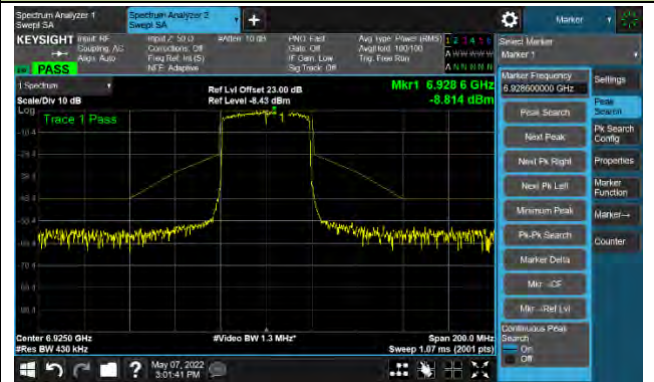 Spectrum Analyzer 1
Swept SA
Spectrum Analyzer 2
Swept SA
Marker
KEYSIGHT Input: RF
Coupling: AC
Align: Auto
Input Z: 50 Ω
Corrections: Off
Freq Ref: Int (S)
NFE: Adaptive
#Atten: 10 dB
PNO: Fast
Gate: Off
IF Gain: Low
Sig Track: Off
Avg Type: Power (RMS)
Avg|Hold: 100/100
Trig: Free Run
1 2 3 4 5 6
A W W W W W
A N N N N N
PASS
Select Marker
Marker 1
1 Spectrum
Scale/Div 10 dB
Log
Ref Lvl Offset 23.00 dB
Ref Level -8.43 dBm
Mkr1 6.928 6 GHz
-8.814 dBm
Trace 1 Pass
1
Marker Frequency
6.928600000 GHz
Peak Search
Next Peak
Next Pk Right
Next Pk Left
Minimum Peak
Pk-Pk Search
Marker Delta
Mkr→CF
Mkr→Ref Lvl
Continuous Peak
Search
On
Off
Settings
Peak
Search
Pk Search
Config
Properties
Marker
Function
Marker→
Counter
Center 6.9250 GHz
#Res BW 430 kHz
#Video BW 1.3 MHz*
Span 200.0 MHz
Sweep 1.07 ms (2001 pts)
May 07, 2022
3:01:41 PM